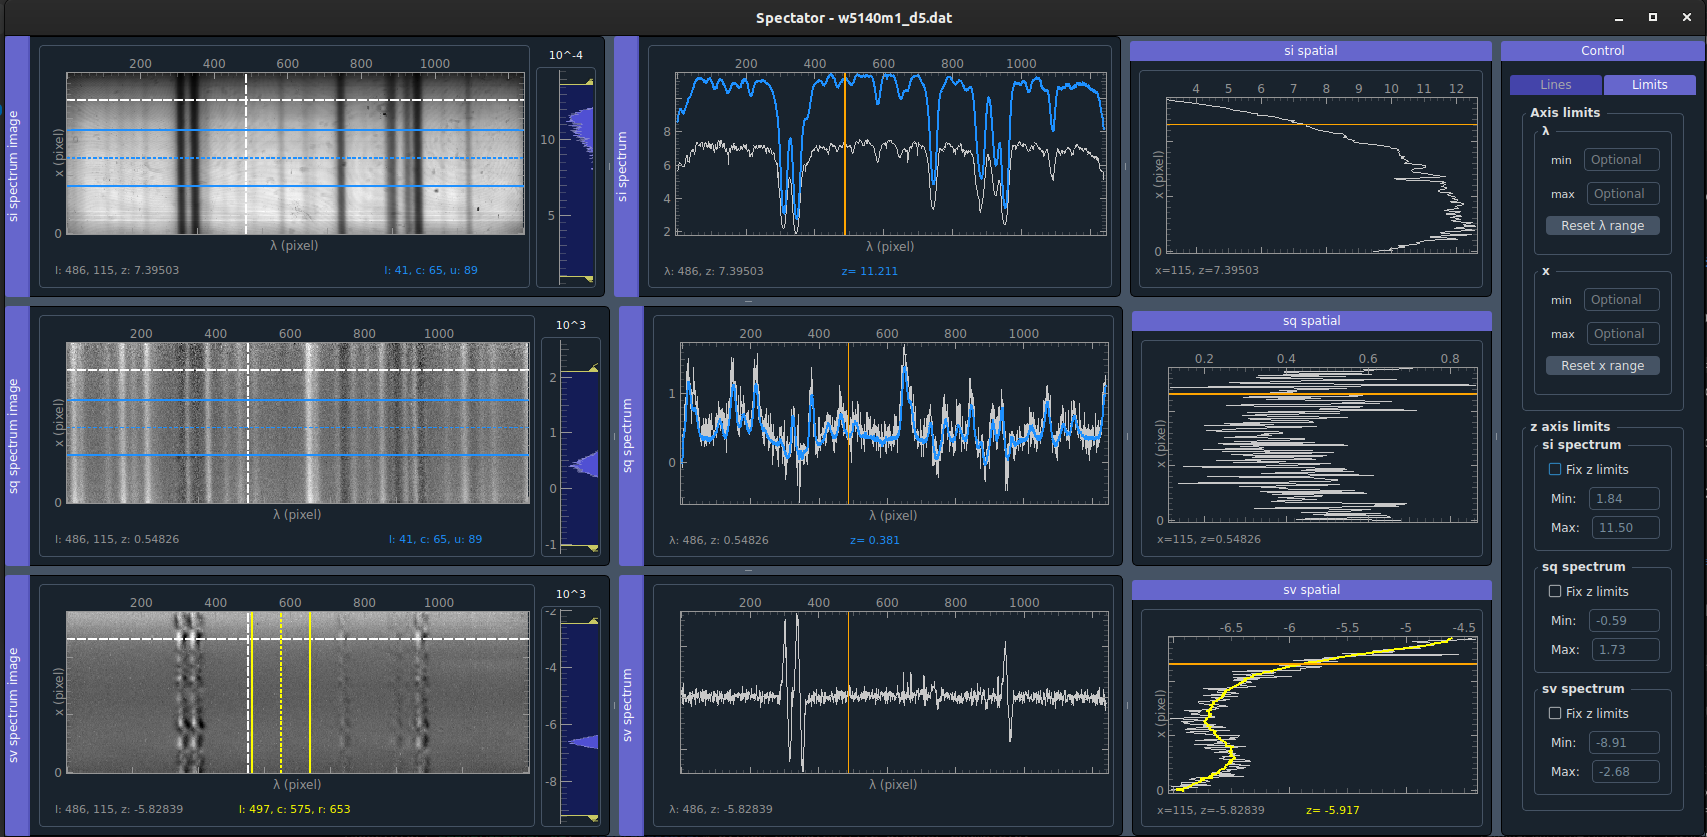 Spectator - w5140m1_d5.dat
si spectrum image
200 400 600 800 1000
x (pixel)
0
λ (pixel)
l: 486, 115, z: 7.39503
l: 41, c: 65, u: 89
10^-4
10
5
si spectrum
200 400 600 800 1000
8
6
4
2
λ (pixel)
λ: 486, z: 7.39503
z= 11.211
si spatial
4 5 6 7 8 9 10 11 12
x (pixel)
0
x=115, z=7.39503
sq spectrum image
200 400 600 800 1000
x (pixel)
0
λ (pixel)
l: 486, 115, z: 0.54826
l: 41, c: 65, u: 89
10^3
2
1
0
-1
sq spectrum
200 400 600 800 1000
1
0
λ (pixel)
λ: 486, z: 0.54826
z= 0.381
sq spatial
0.2 0.4 0.6 0.8
x (pixel)
0
x=115, z=0.54826
sv spectrum image
200 400 600 800 1000
x (pixel)
0
λ (pixel)
l: 486, 115, z: -5.82839
l: 497, c: 575, r: 653
10^3
-2
-4
-6
-8
sv spectrum
200 400 600 800 1000
λ (pixel)
λ: 486, z: -5.82839
sv spatial
-6.5 -6 -5.5 -5 -4.5
x (pixel)
0
x=115, z=-5.82839
z= -5.917
Control
Lines Limits
Axis limits
λ
min Optional
max Optional
Reset λ range
x
min Optional
max Optional
Reset x range
z axis limits
si spectrum
Fix z limits
Min: 1.84
Max: 11.50
sq spectrum
Fix z limits
Min: -0.59
Max: 1.73
sv spectrum
Fix z limits
Min: -8.91
Max: -2.68